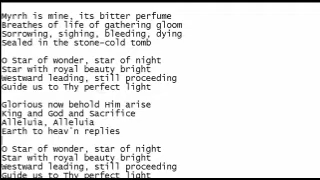 Myrrh is mine, its bitter perfume
Breathes of life of gathering gloom
Sorrowing, sighing, bleeding, dying
Sealed in the stone-cold tomb
O Star of wonder, star of night
Star with royal beauty bright
Westward leading, still proceeding
Guide us to Thy perfect light
Glorious now behold Him arise
King and God and Sacrifice
Alleluia, Alleluia
Earth to heav'n replies
O Star of wonder, star of night
Star with royal beauty bright
Westward leading, still proceeding
Guide us to Thy perfect light